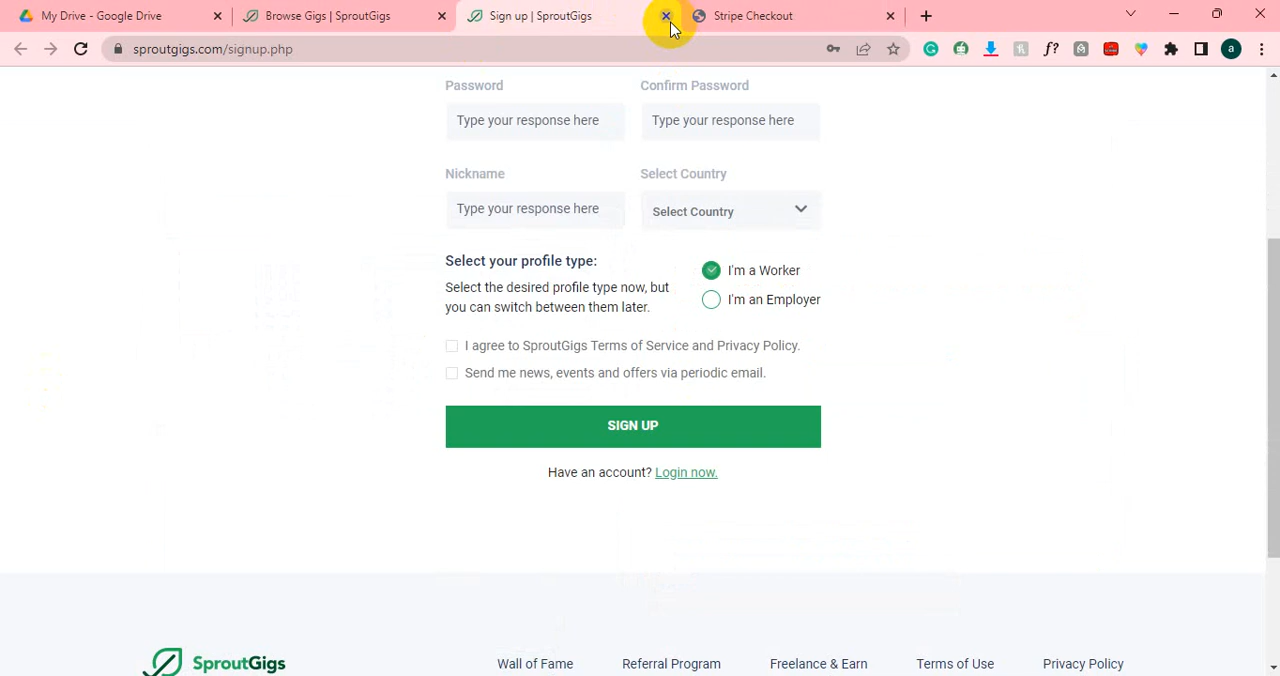 My Drive - Google Drive
Browse Gigs | SproutGigs
Sign up | SproutGigs
Stripe Checkout
sproutgigs.com/signup.php
Password
Confirm Password
Type your response here
Type your response here
Nickname
Select Country
Type your response here
Select Country
Select your profile type:
Select the desired profile type now, but
you can switch between them later.
I'm a Worker
I'm an Employer
I agree to SproutGigs Terms of Service and Privacy Policy.
Send me news, events and offers via periodic email.
SIGN UP
Have an account? Login now.
SproutGigs
Wall of Fame
Referral Program
Freelance & Earn
Terms of Use
Privacy Policy